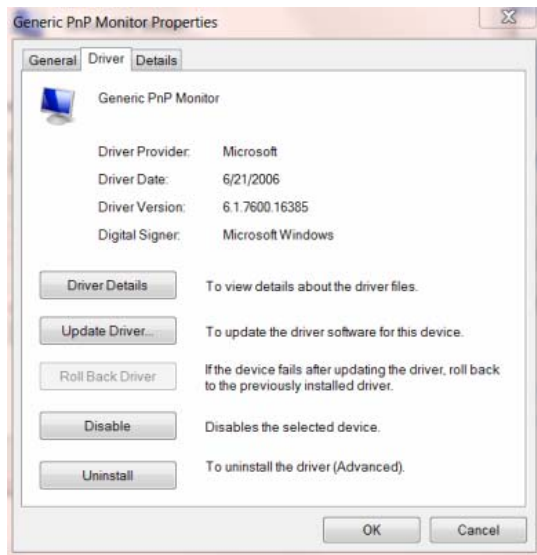 Generic PnP Monitor Properties
General Driver Details
Generic PnP Monitor
Driver Provider: Microsoft
Driver Date: 6/21/2006
Driver Version: 6.1.7600.16385
Digital Signer: Microsoft Windows
Driver Details To view details about the driver files.
Update Driver... To update the driver software for this device.
Roll Back Driver If the device fails after updating the driver, roll back
to the previously installed driver.
Disable Disables the selected device.
Uninstall To uninstall the driver (Advanced).
OK Cancel